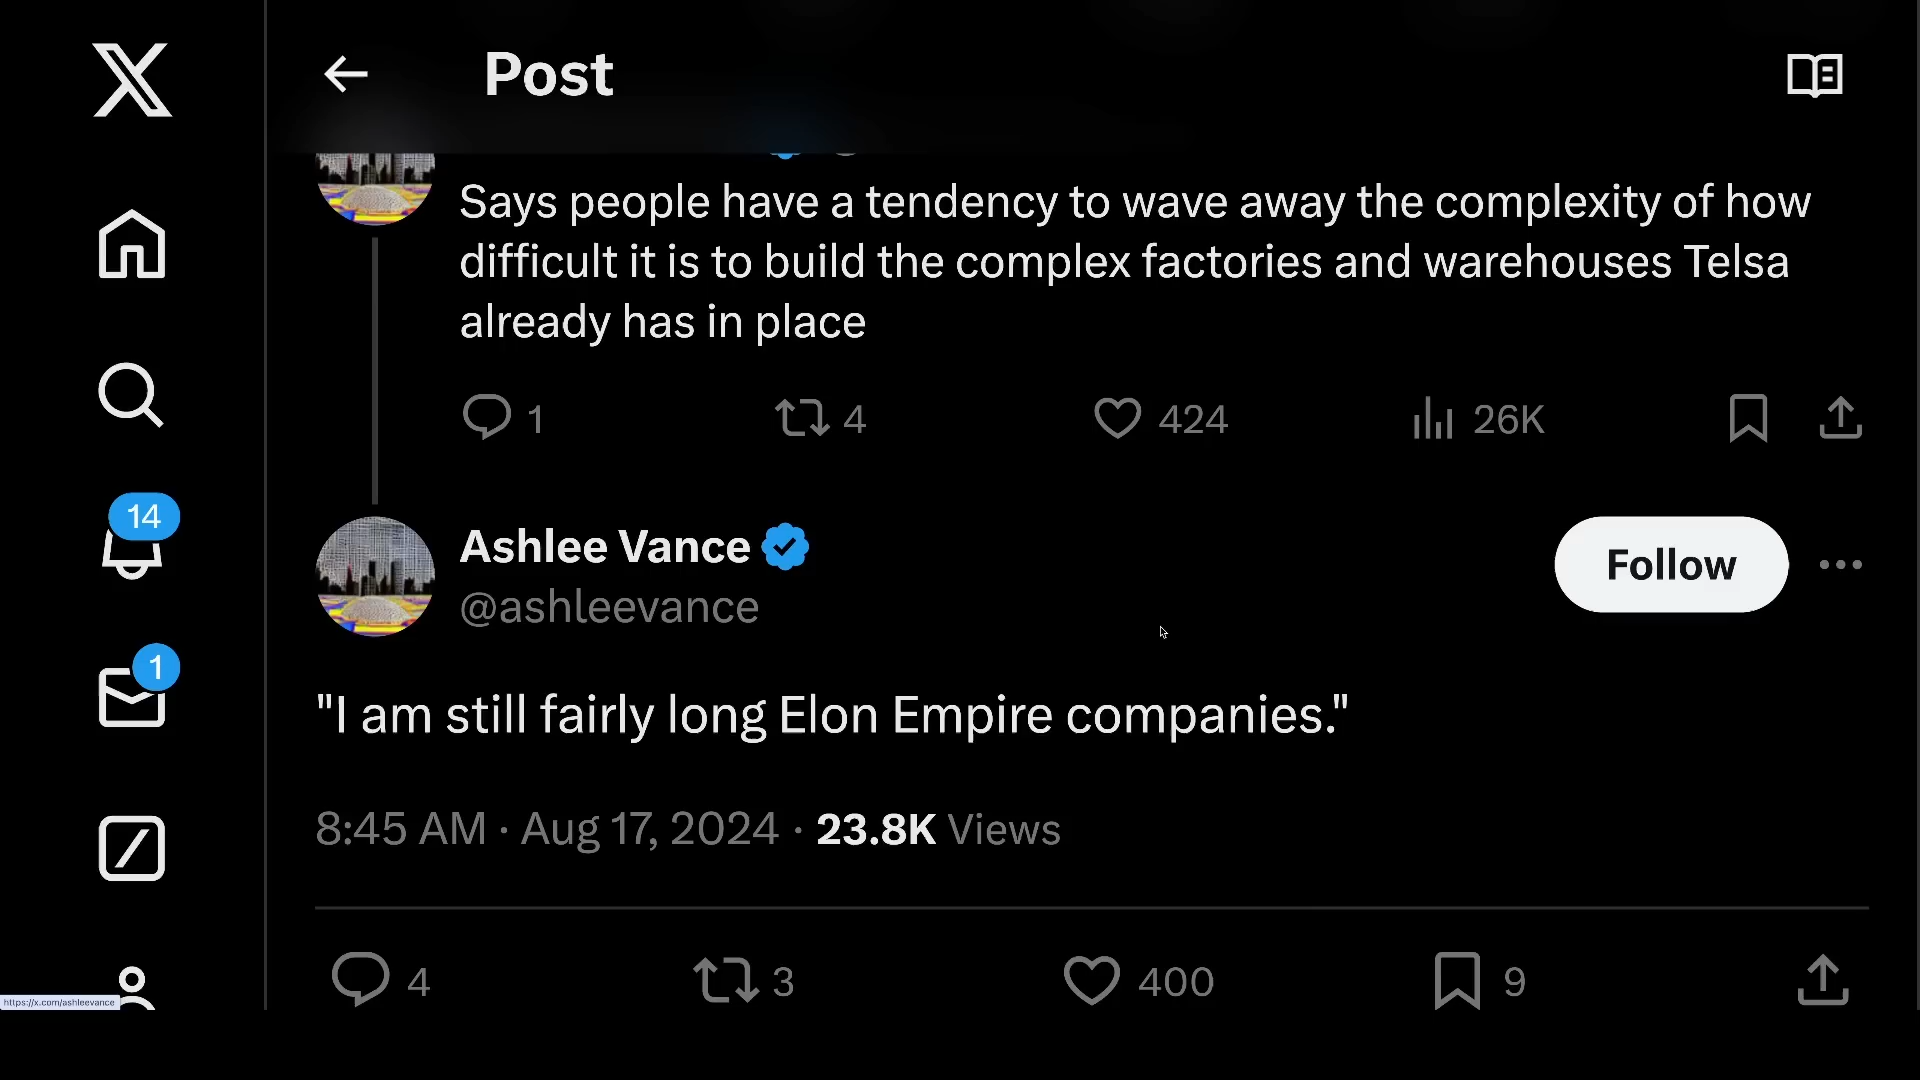 Post
Says people have a tendency to wave away the complexity of how
difficult it is to build the complex factories and warehouses Telsa
already has in place
1 4 424 26K
14
Ashlee Vance
@ashleevance
Follow
1
"I am still fairly long Elon Empire companies."
8:45 AM · Aug 17, 2024 · 23.8K Views
4 3 400 9
https://x.com/ashleevance